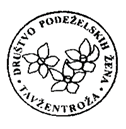 DRUŠTVO PODEŽELSKIH ŽENA
• TAVŽENTROŽA •